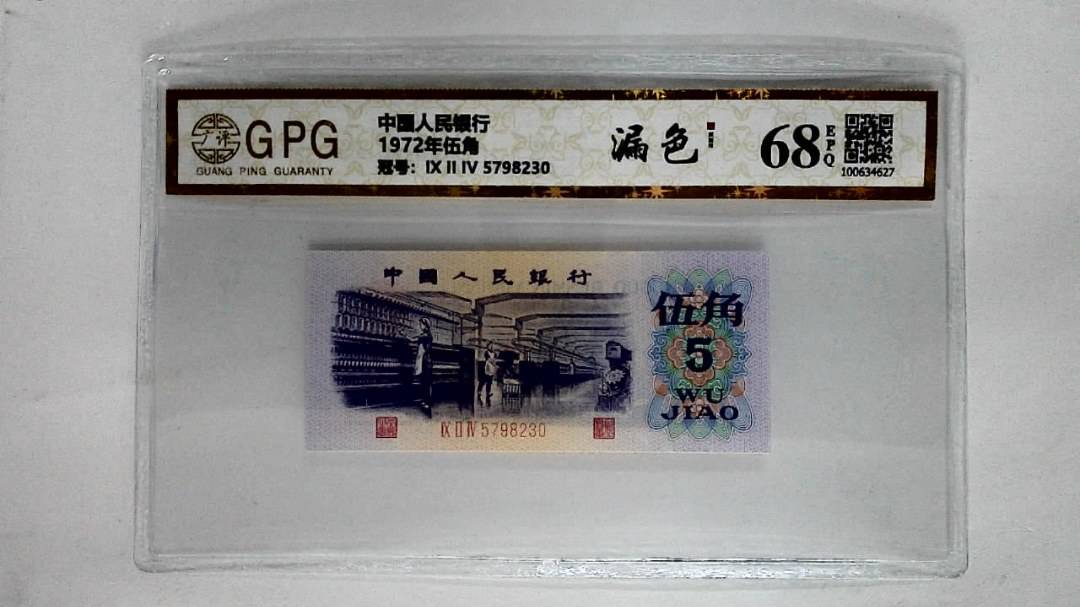 GPG
GUANG PING GUARANTY
中國人民银行
1972年伍角
冠号：IX II IV 5798230
漏色
68
EPQ
100634627
中國人民銀行
伍角
5
WU
JIAO
IX II IV 5798230